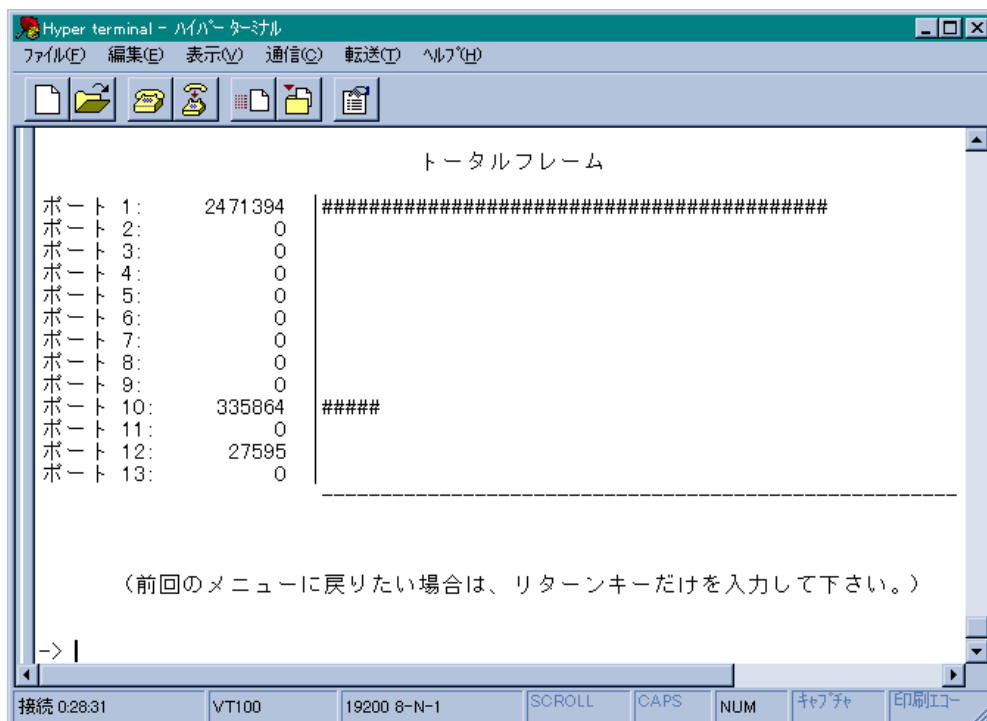 Hyper terminal - ハイパー ターミナル
ファイル(F) 編集(E) 表示(V) 通信(C) 転送(T) ヘルプ(H)
トータルフレーム
ポート 1: 2471394 |###########################################
ポート 2: 0
ポート 3: 0
ポート 4: 0
ポート 5: 0
ポート 6: 0
ポート 7: 0
ポート 8: 0
ポート 9: 0
ポート 10: 335864 |#####
ポート 11: 0
ポート 12: 27595
ポート 13: 0
------------------------------------------------------
(前回のメニューに戻りたい場合は、リターンキーだけを入力して下さい。)
->
接続 0:28:31 VT100 19200 8-N-1 SCROLL CAPS NUM キャプチャ 印刷エコー